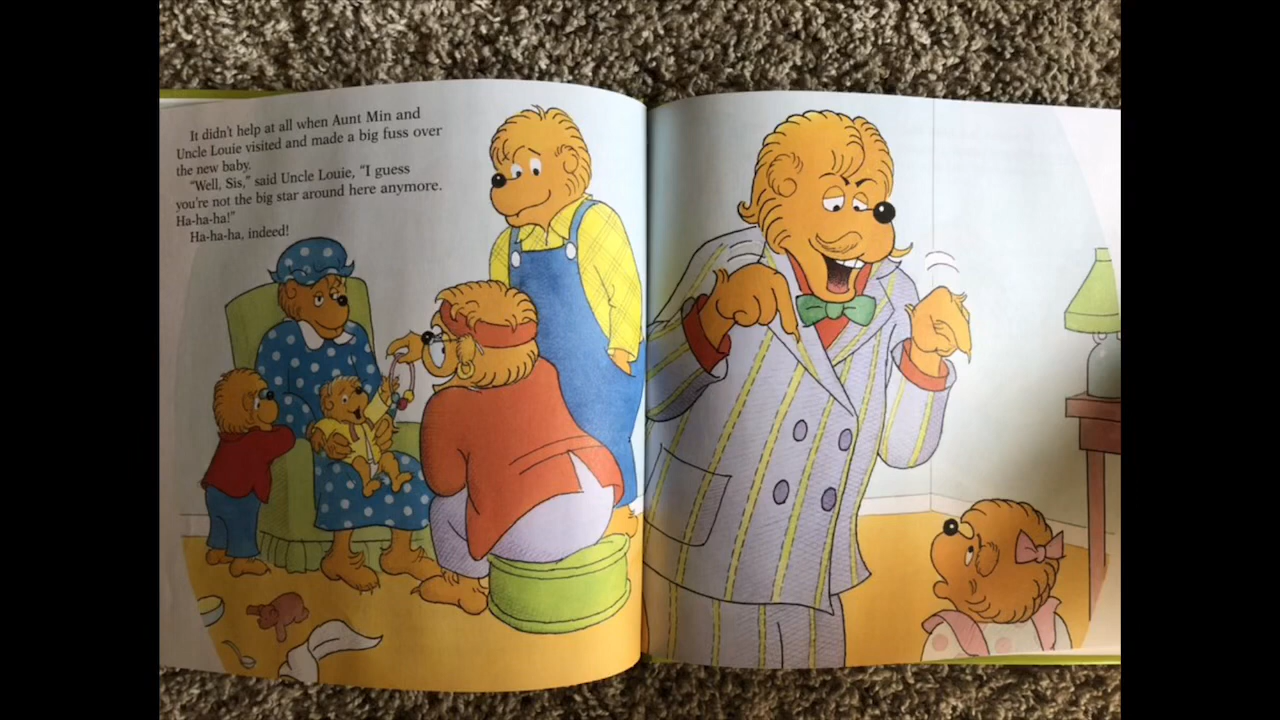 It didn't help at all when Aunt Min and
Uncle Louie visited and made a big fuss over
the new baby.
"Well, Sis," said Uncle Louie, "I guess
you're not the big star around here anymore.
Ha-ha-ha!"
Ha-ha-ha, indeed!